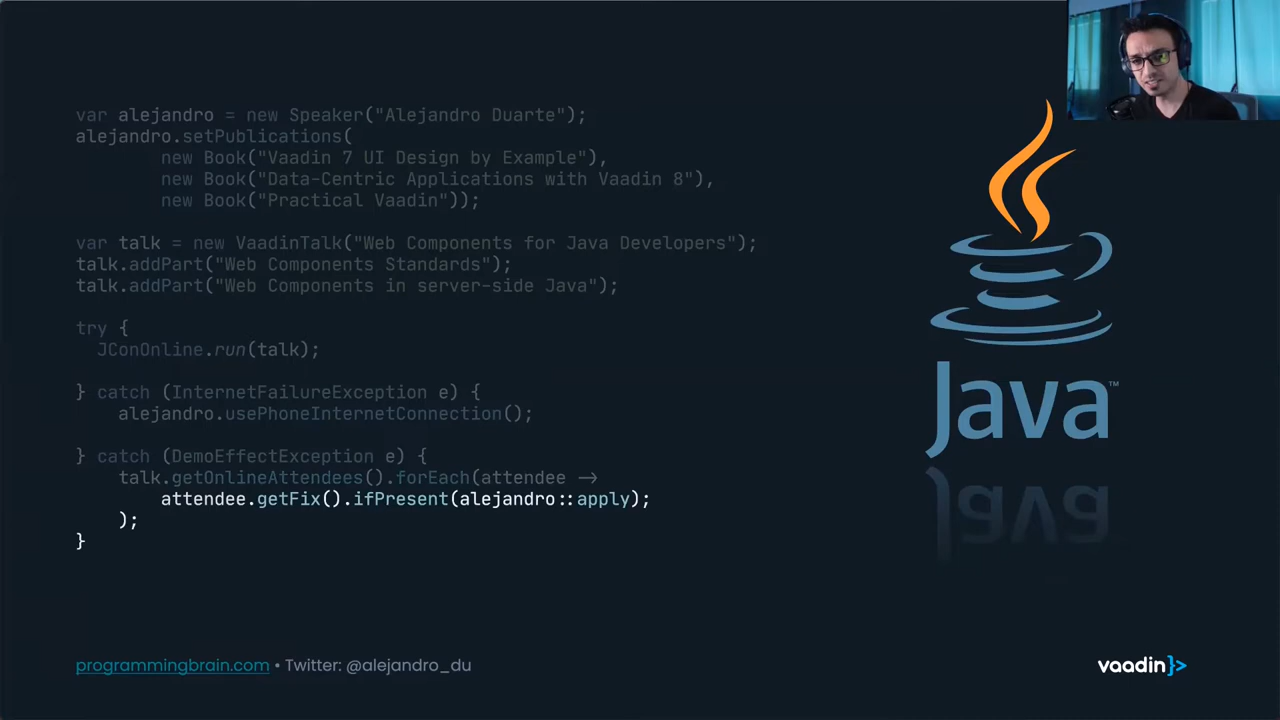 var alejandro = new Speaker("Alejandro Duarte");
alejandro.setPublications(
        new Book("Vaadin 7 UI Design by Example"),
        new Book("Data-Centric Applications with Vaadin 8"),
        new Book("Practical Vaadin"));
var talk = new VaadinTalk("Web Components for Java Developers");
talk.addPart("Web Components Standards");
talk.addPart("Web Components in server-side Java");
try {
  JConOnline.run(talk);
} catch (InternetFailureException e) {
    alejandro.usePhoneInternetConnection();
} catch (DemoEffectException e) {
    talk.getOnlineAttendees().forEach(attendee ->
        attendee.getFix().ifPresent(alejandro::apply);
    );
}
Java™
programmingbrain.com • Twitter: @alejandro_du
vaadin}>